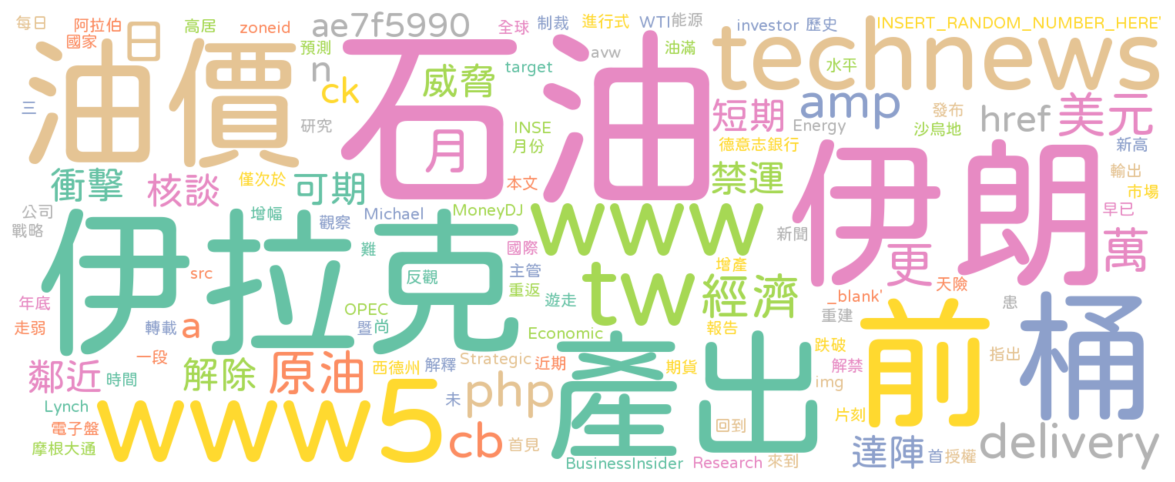 每日 阿拉伯 高居 zoneid ae7f5990 全球 制裁 進行式 WTI 能源 investor 歷史 INSERT_RANDOM_NUMBER_HERE'
國家 日 預測 n 威脅 target avw 油滿 technews
油價 石油 ck 水平
三 研究 月 INSE 短期 amp 發布 href 美元
月份 Energy 沙烏地 新高
衝擊 核談 僅次於 可期 本文 禁運 德意志銀行 伊朗 輸出 市場
公司 增幅 Michael MoneyDJ www 早已
戰略 伊拉克 觀察 難 國際 新聞 更 萬
src 反觀 主管 增產 天險
年底 重返 遊走 tw 經濟 _blank' 患
走弱 轉載 a OPEC 暨 尚 Economic 報告 重建 前 桶
一段 解釋 Strategic 近期 產出 跌破 指出
鄰近 時間 解除 原油 西德州 期貨 解禁
Lynch www5 未 php img
電子盤 cb 首見 回到 片刻 delivery
摩根大通 BusinessInsider Research 來到 達陣 首 授權